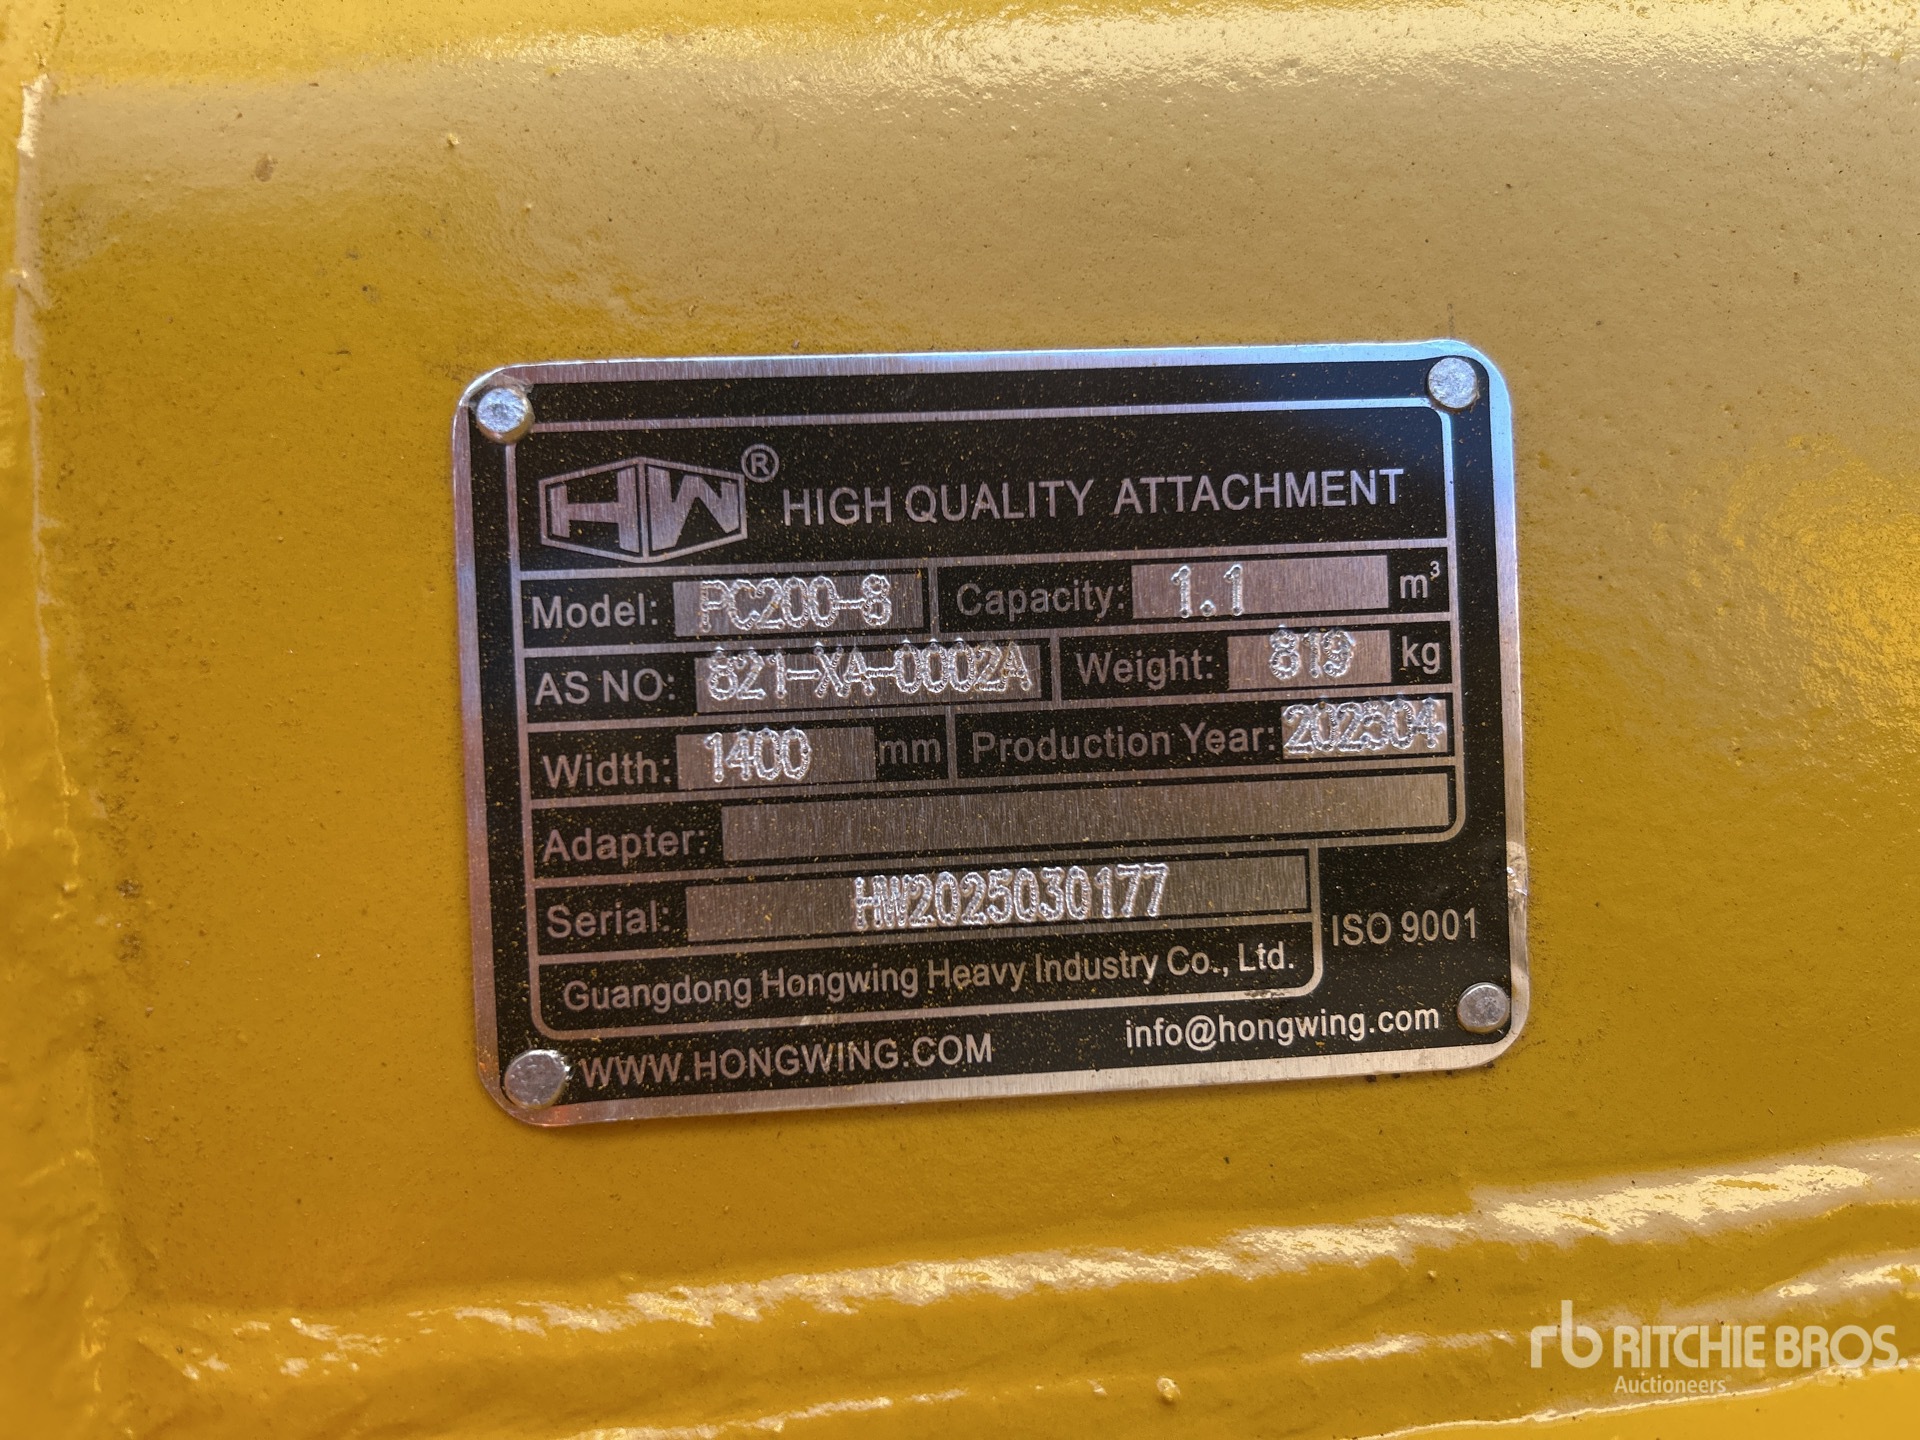 HW® HIGH QUALITY ATTACHMENT
Model: PC200-8 Capacity: 1.1 m³
AS NO: 821-XA-0002A Weight: 819 kg
Width: 1400 mm Production Year: 202504
Adapter:
Serial: HW2025030177
Guangdong Hongwing Heavy Industry Co., Ltd.
ISO 9001
WWW.HONGWING.COM info@hongwing.com
rb RITCHIE BROS.
Auctioneers